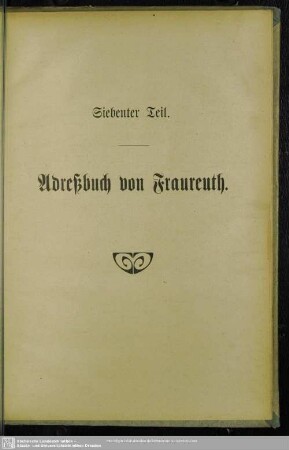 Siebenter Teil.
Adreßbuch von Fraureuth.